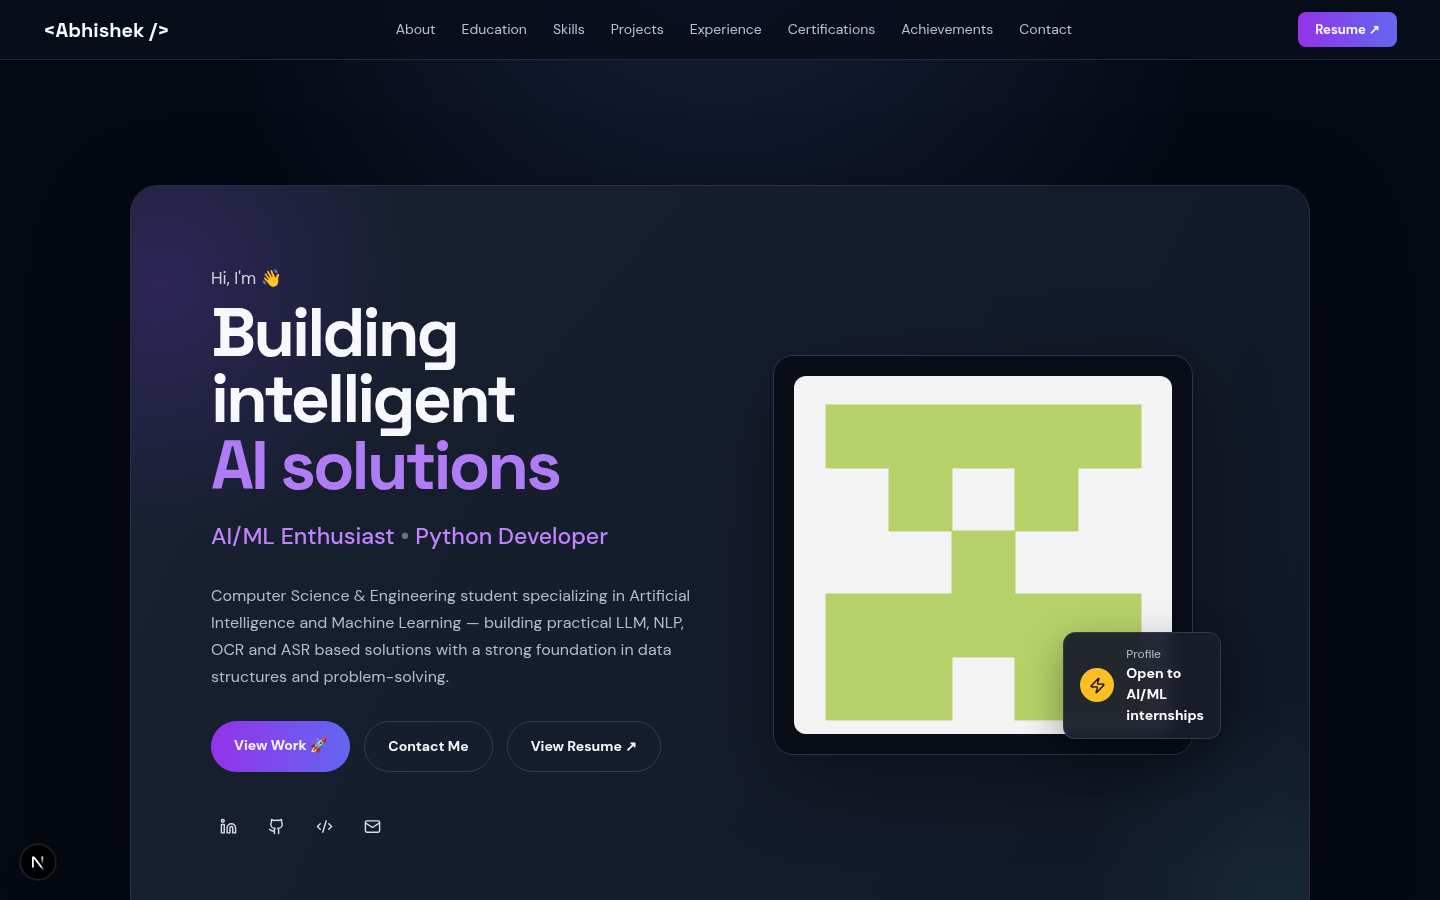 <Abhishek />
About Education Skills Projects Experience Certifications Achievements Contact
Resume ↗
Hi, I'm 👋
Building
intelligent
AI solutions
AI/ML Enthusiast • Python Developer
Computer Science & Engineering student specializing in Artificial
Intelligence and Machine Learning — building practical LLM, NLP,
OCR and ASR based solutions with a strong foundation in data
structures and problem-solving.
View Work 🚀 Contact Me View Resume ↗
Profile
Open to
AI/ML
internships
N